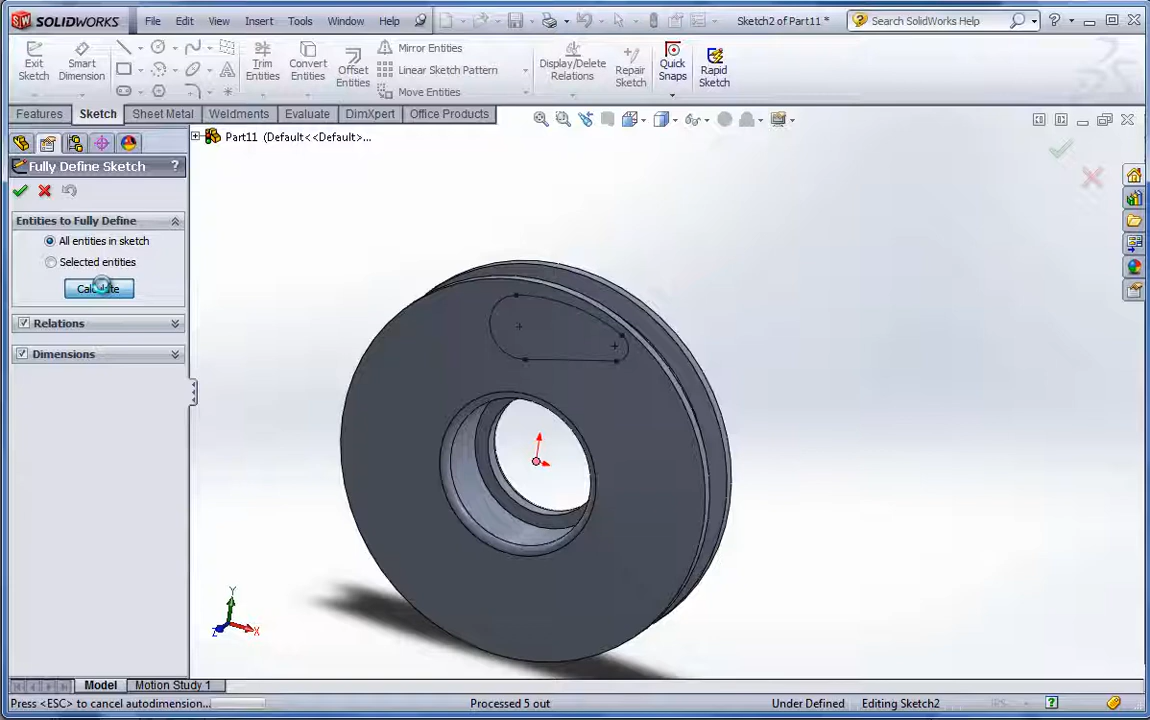 SOLIDWORKS File Edit View Insert Tools Window Help Sketch2 of Part11 * Search SolidWorks Help
Exit Sketch
Smart Dimension
Trim Entities
Convert Entities
Offset Entities
Mirror Entities
Linear Sketch Pattern
Move Entities
Display/Delete Relations
Repair Sketch
Quick Snaps
Rapid Sketch
Features Sketch Sheet Metal Weldments Evaluate DimXpert Office Products
Part11 (Default<<Default>...
Fully Define Sketch ?
Entities to Fully Define
All entities in sketch
Selected entities
Calculate
Relations
Dimensions
Y
Z X
Model Motion Study 1
Press <ESC> to cancel autodimension... Processed 5 out Under Defined Editing Sketch2